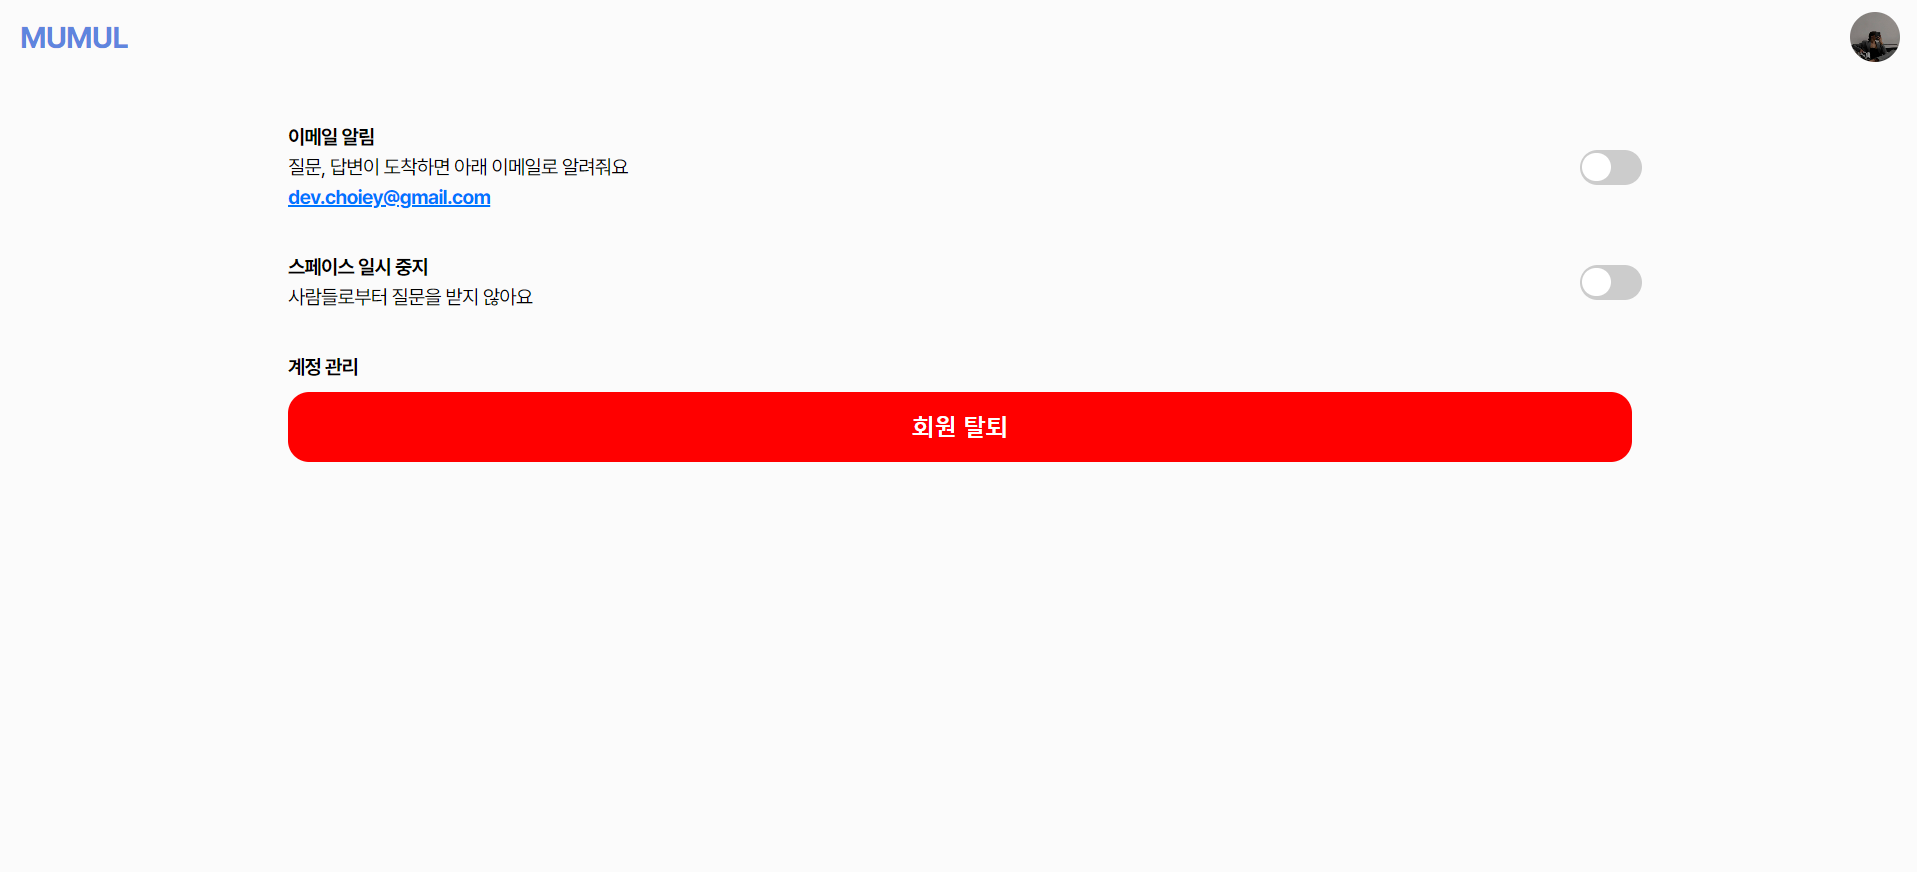 MUMUL
이메일 알림
질문, 답변이 도착하면 아래 이메일로 알려줘요
dev.choiey@gmail.com
스페이스 일시 중지
사람들로부터 질문을 받지 않아요
계정 관리
회원 탈퇴